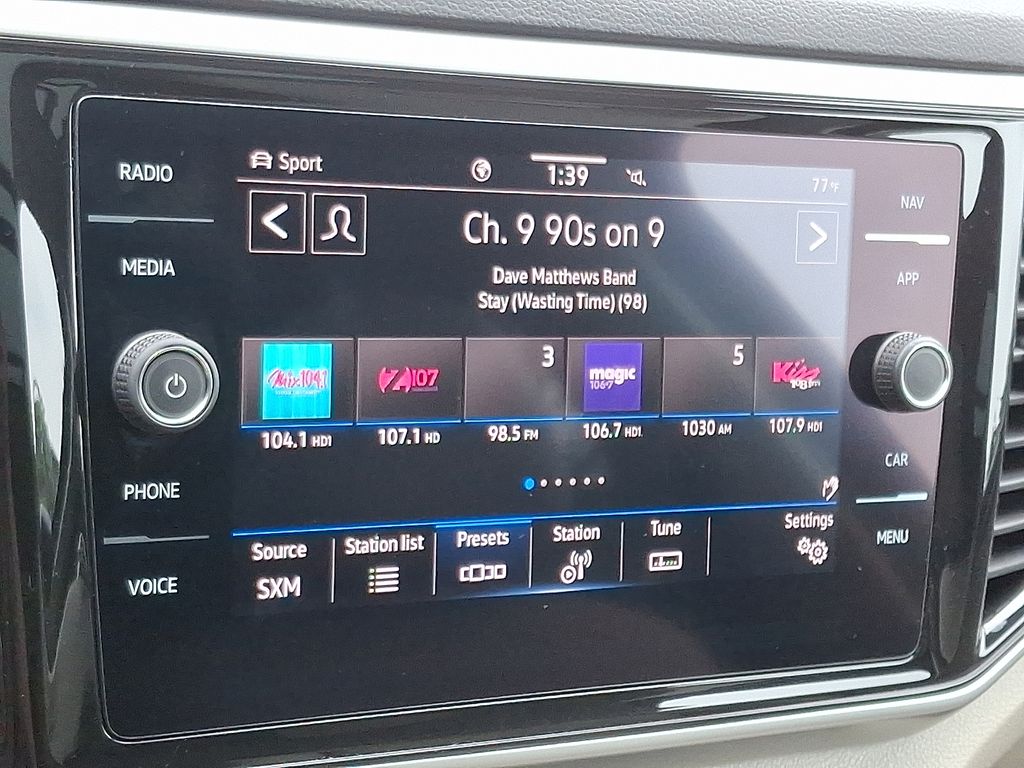 RADIO
MEDIA
PHONE
VOICE
Sport
1:39
77°F
Ch. 9 90s on 9
Dave Matthews Band
Stay (Wasting Time) (98)
Mix 104.1
Z107
3
magic
106.7
5
Kiss
108FM
104.1 HD1
107.1 HD
98.5 FM
106.7 HD1
1030 AM
107.9 HD1
Source
SXM
Station list
Presets
Station
Tune
Settings
NAV
APP
CAR
MENU